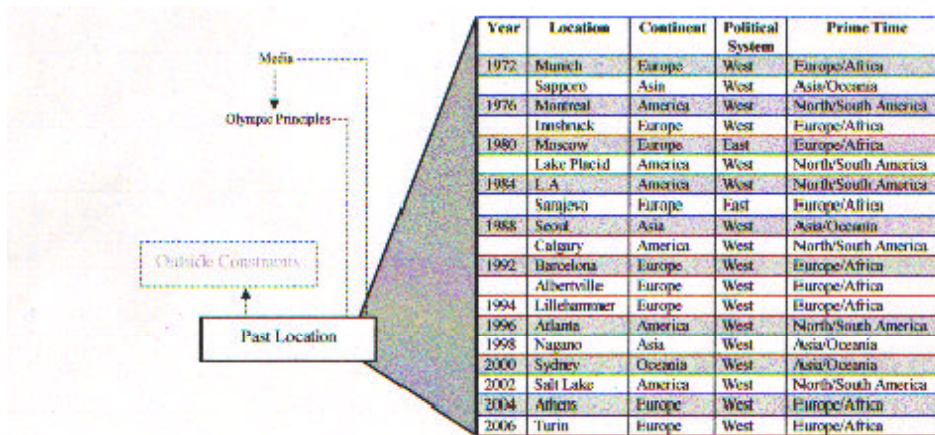 Media
Olympic Principles
Outside Constraints
Past Location
Year Location Continent Political System Prime Time
1972 Munich Europe West Europe/Africa
Sapporo Asia West Asia/Oceania
1976 Montreal America West North/South America
Innsbruck Europe West Europe/Africa
1980 Moscow Europe East Europe/Africa
Lake Placid America West North/South America
1984 L.A America West North/South America
Sarajevo Europe East Europe/Africa
1988 Seoul Asia West Asia/Oceania
Calgary America West North/South America
1992 Barcelona Europe West Europe/Africa
Albertville Europe West Europe/Africa
1994 Lillehammer Europe West Europe/Africa
1996 Atlanta America West North/South America
1998 Nagano Asia West Asia/Oceania
2000 Sydney Oceania West Asia/Oceania
2002 Salt Lake America West North/South America
2004 Athens Europe West Europe/Africa
2006 Turin Europe West Europe/Africa